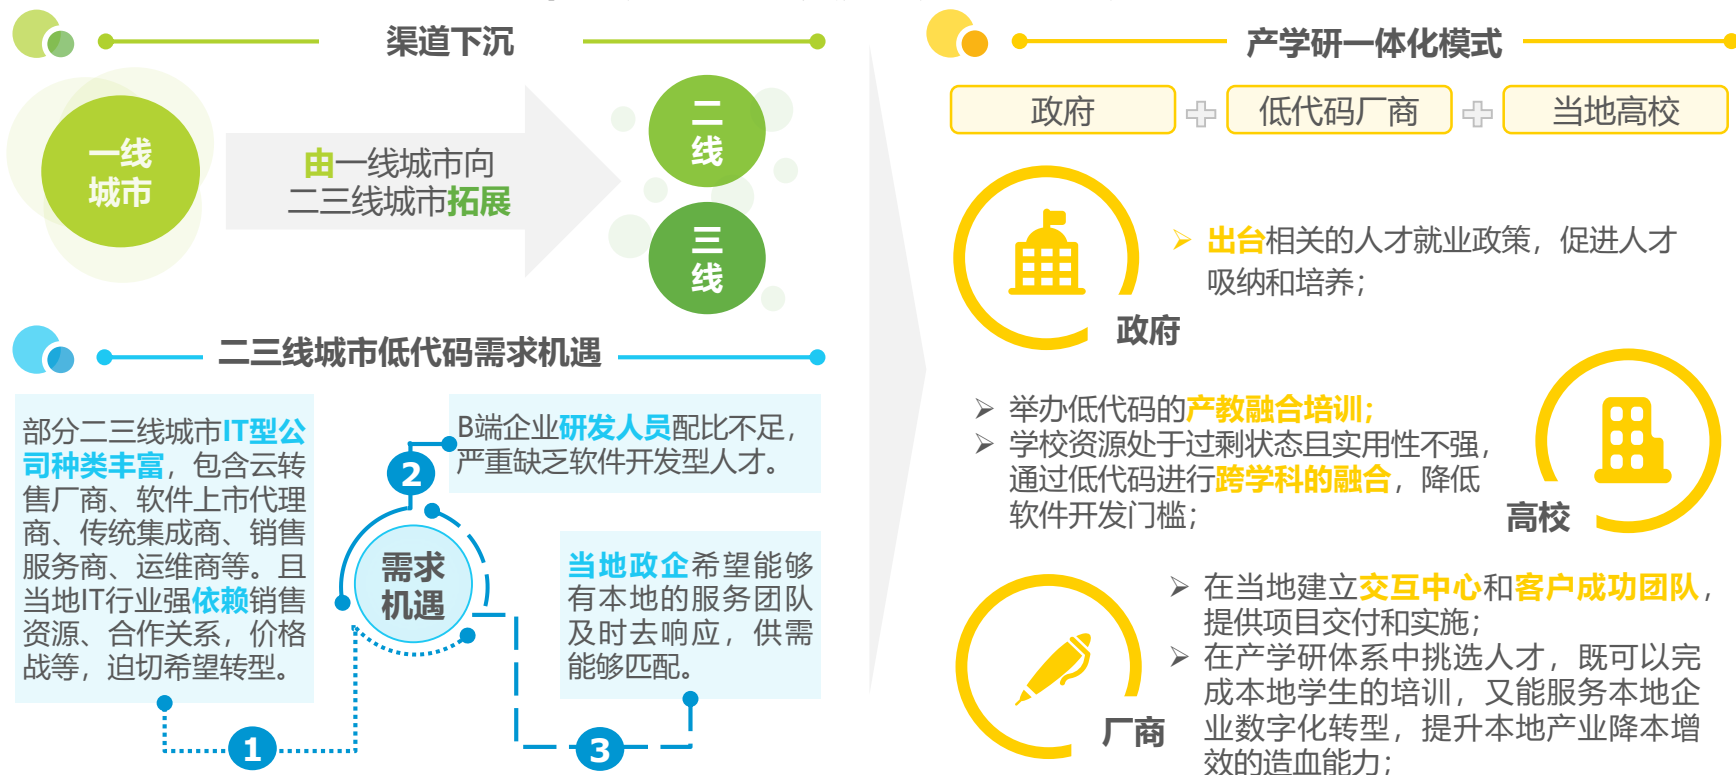 渠道下沉
一线
城市
由一线城市向
二三线城市拓展
二
线
三
线
二三线城市低代码需求机遇
部分二三线城市IT型公
司种类丰富，包含云转
售厂商、软件上市代理
商、传统集成商、销售
服务商、运维商等。且
当地IT行业强依赖销售
资源、合作关系，价格
战等，迫切希望转型。
1
2
B端企业研发人员配比不足，
严重缺乏软件开发型人才。
需求
机遇
当地政企希望能够
有本地的服务团队
及时去响应，供需
能够匹配。
3
产学研一体化模式
政府
低代码厂商
当地高校
➢ 出台相关的人才就业政策，促进人才
吸纳和培养；
政府
➢ 举办低代码的产教融合培训；
➢ 学校资源处于过剩状态且实用性不强，
通过低代码进行跨学科的融合，降低
软件开发门槛；
高校
➢ 在当地建立交互中心和客户成功团队，
提供项目交付和实施；
➢ 在产学研体系中挑选人才，既可以完
成本地学生的培训，又能服务本地企
业数字化转型，提升本地产业降本增
效的造血能力；
厂商